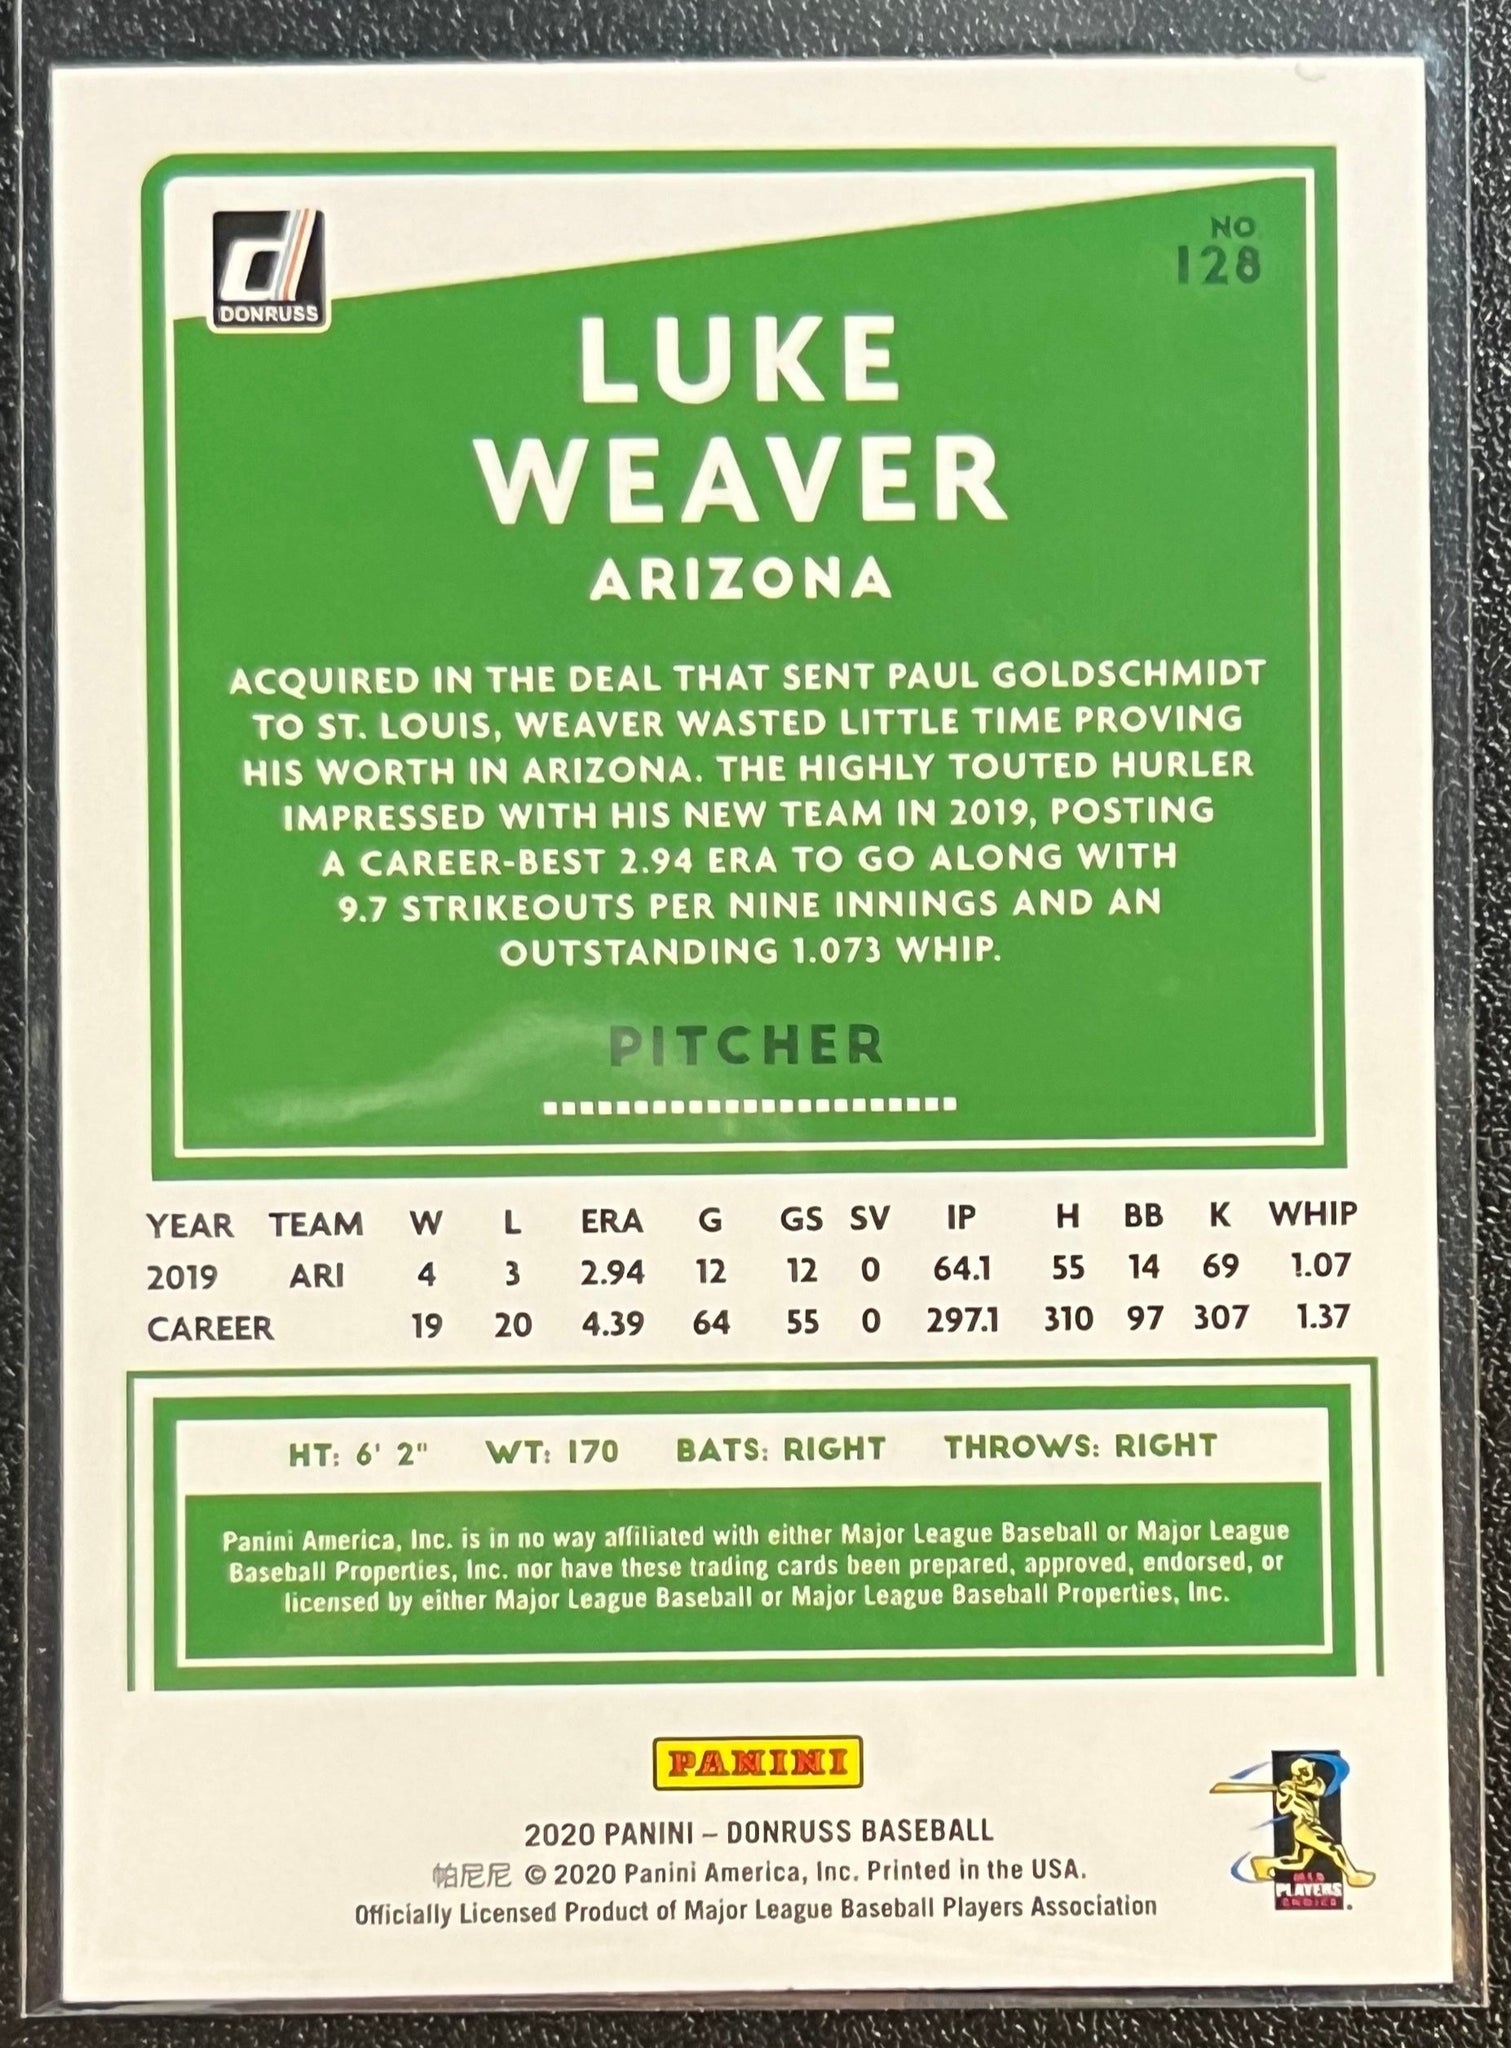 DONRUSS
NO.
128
LUKE
WEAVER
ARIZONA
ACQUIRED IN THE DEAL THAT SENT PAUL GOLDSCHMIDT
TO ST. LOUIS, WEAVER WASTED LITTLE TIME PROVING
HIS WORTH IN ARIZONA. THE HIGHLY TOUTED HURLER
IMPRESSED WITH HIS NEW TEAM IN 2019, POSTING
A CAREER-BEST 2.94 ERA TO GO ALONG WITH
9.7 STRIKEOUTS PER NINE INNINGS AND AN
OUTSTANDING 1.073 WHIP.
PITCHER
YEAR TEAM W L ERA G GS SV IP H BB K WHIP
2019 ARI 4 3 2.94 12 12 0 64.1 55 14 69 1.07
CAREER 19 20 4.39 64 55 0 297.1 310 97 307 1.37
HT: 6' 2" WT: 170 BATS: RIGHT THROWS: RIGHT
Panini America, Inc. is in no way affiliated with either Major League Baseball or Major League
Baseball Properties, Inc. nor have these trading cards been prepared, approved, endorsed, or
licensed by either Major League Baseball or Major League Baseball Properties, Inc.
PANINI
2020 PANINI – DONRUSS BASEBALL
帕尼尼 © 2020 Panini America, Inc. Printed in the USA.
Officially Licensed Product of Major League Baseball Players Association
PLAYERS